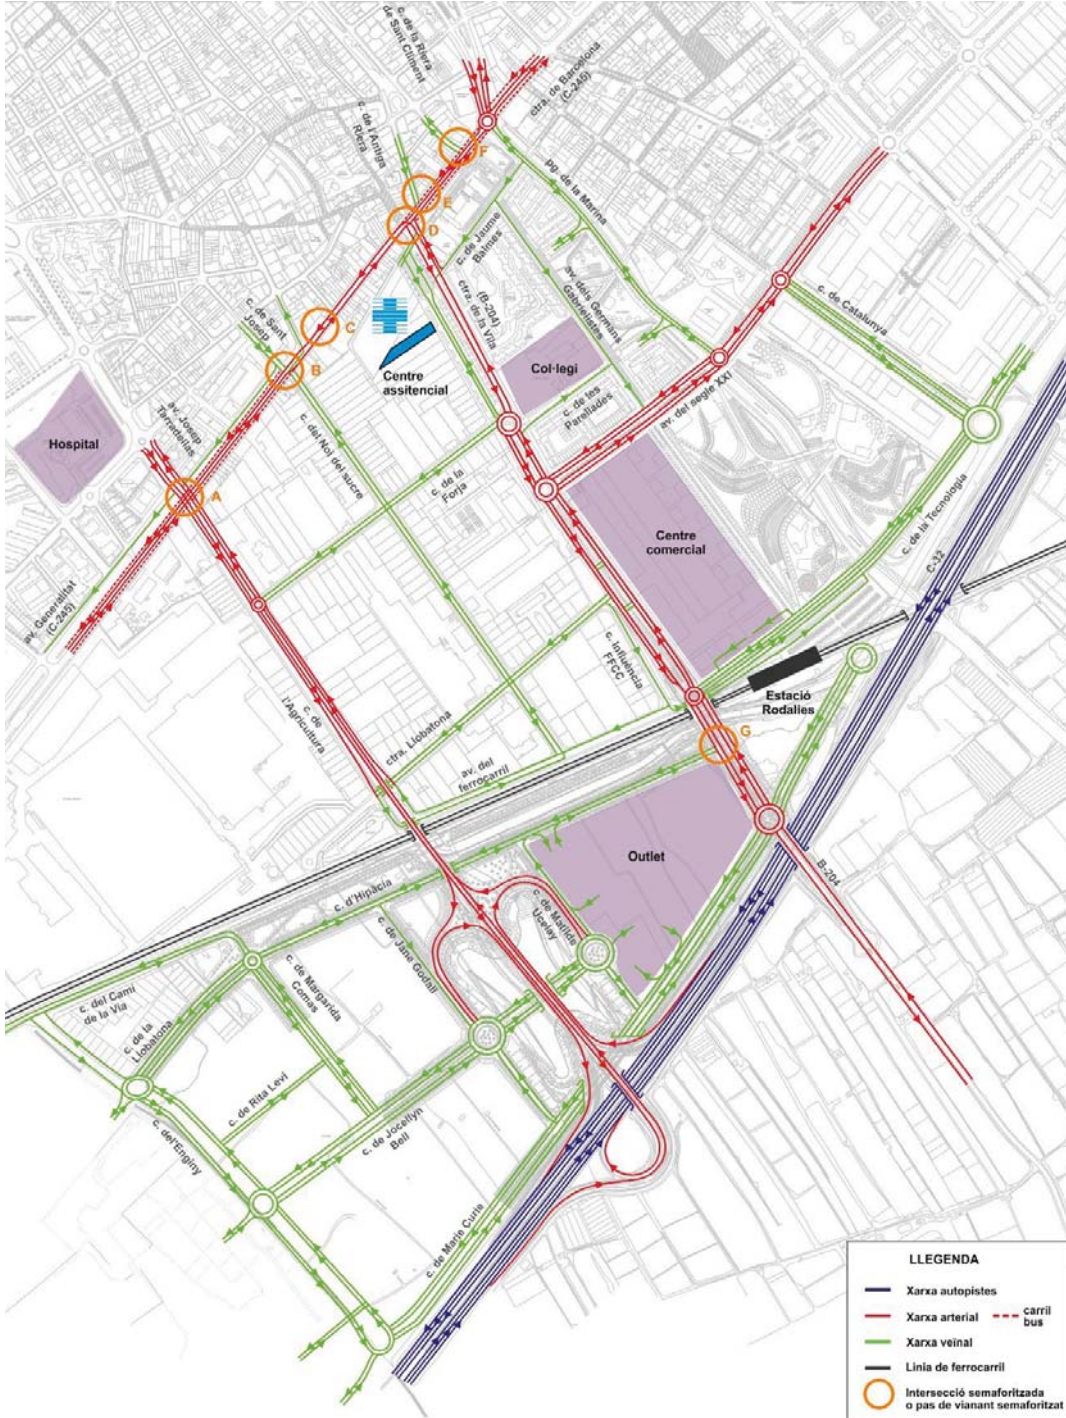 c. de la Riera
de Sant Climent
ctra. de Barcelona
(C-245)
c. de l'Antiga
Riera
F
E
D
pg. de la Marina
c. de Jaume
Balmes
av. dels Germans
Gabrielistes
(B-204)
ctra. de la Vila
c. de Catalunya
c. de Sant
Josep
C
B
Centre
assitencial
Col·legi
c. de les
Parellades
av. del segle XXI
Hospital
av. Josep
Tarradellas
A
c. del Noi del sucre
c. de la
Forja
Centre
comercial
c. de la Tecnologia
C-32
av. Generalitat
(C-245)
c. Influència
FFCC
Estació
Rodalies
c. de
l'Agricultura
ctra. Llobatona
av. del
ferrocarril
G
Outlet
B-204
c. d'Hipàcia
c. de Matilde
Ucelay
c. de Jane Godall
c. de Margarida
Comas
c. del Camí
de la Via
c. de la
Llobatona
c. de Rita Levi
c. de Jocellyn
Bell
c. del'Enginy
c. de Marie Curie
LLEGENDA
Xarxa autopistes
Xarxa arterial
carril
bus
Xarxa veïnal
Linia de ferrocarril
Intersecció semaforitzada
o pas de vianant semaforitzat